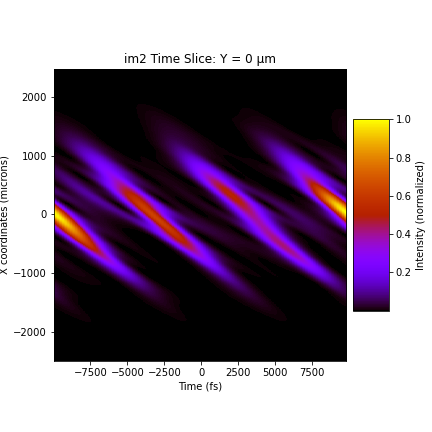 im2 Time Slice: Y = 0 μm
X coordinates (microns)
2000
1000
0
−1000
−2000
−7500 −5000 −2500 0 2500 5000 7500
Time (fs)
1.0
0.8
0.6
0.4
0.2
Intensity (normalized)